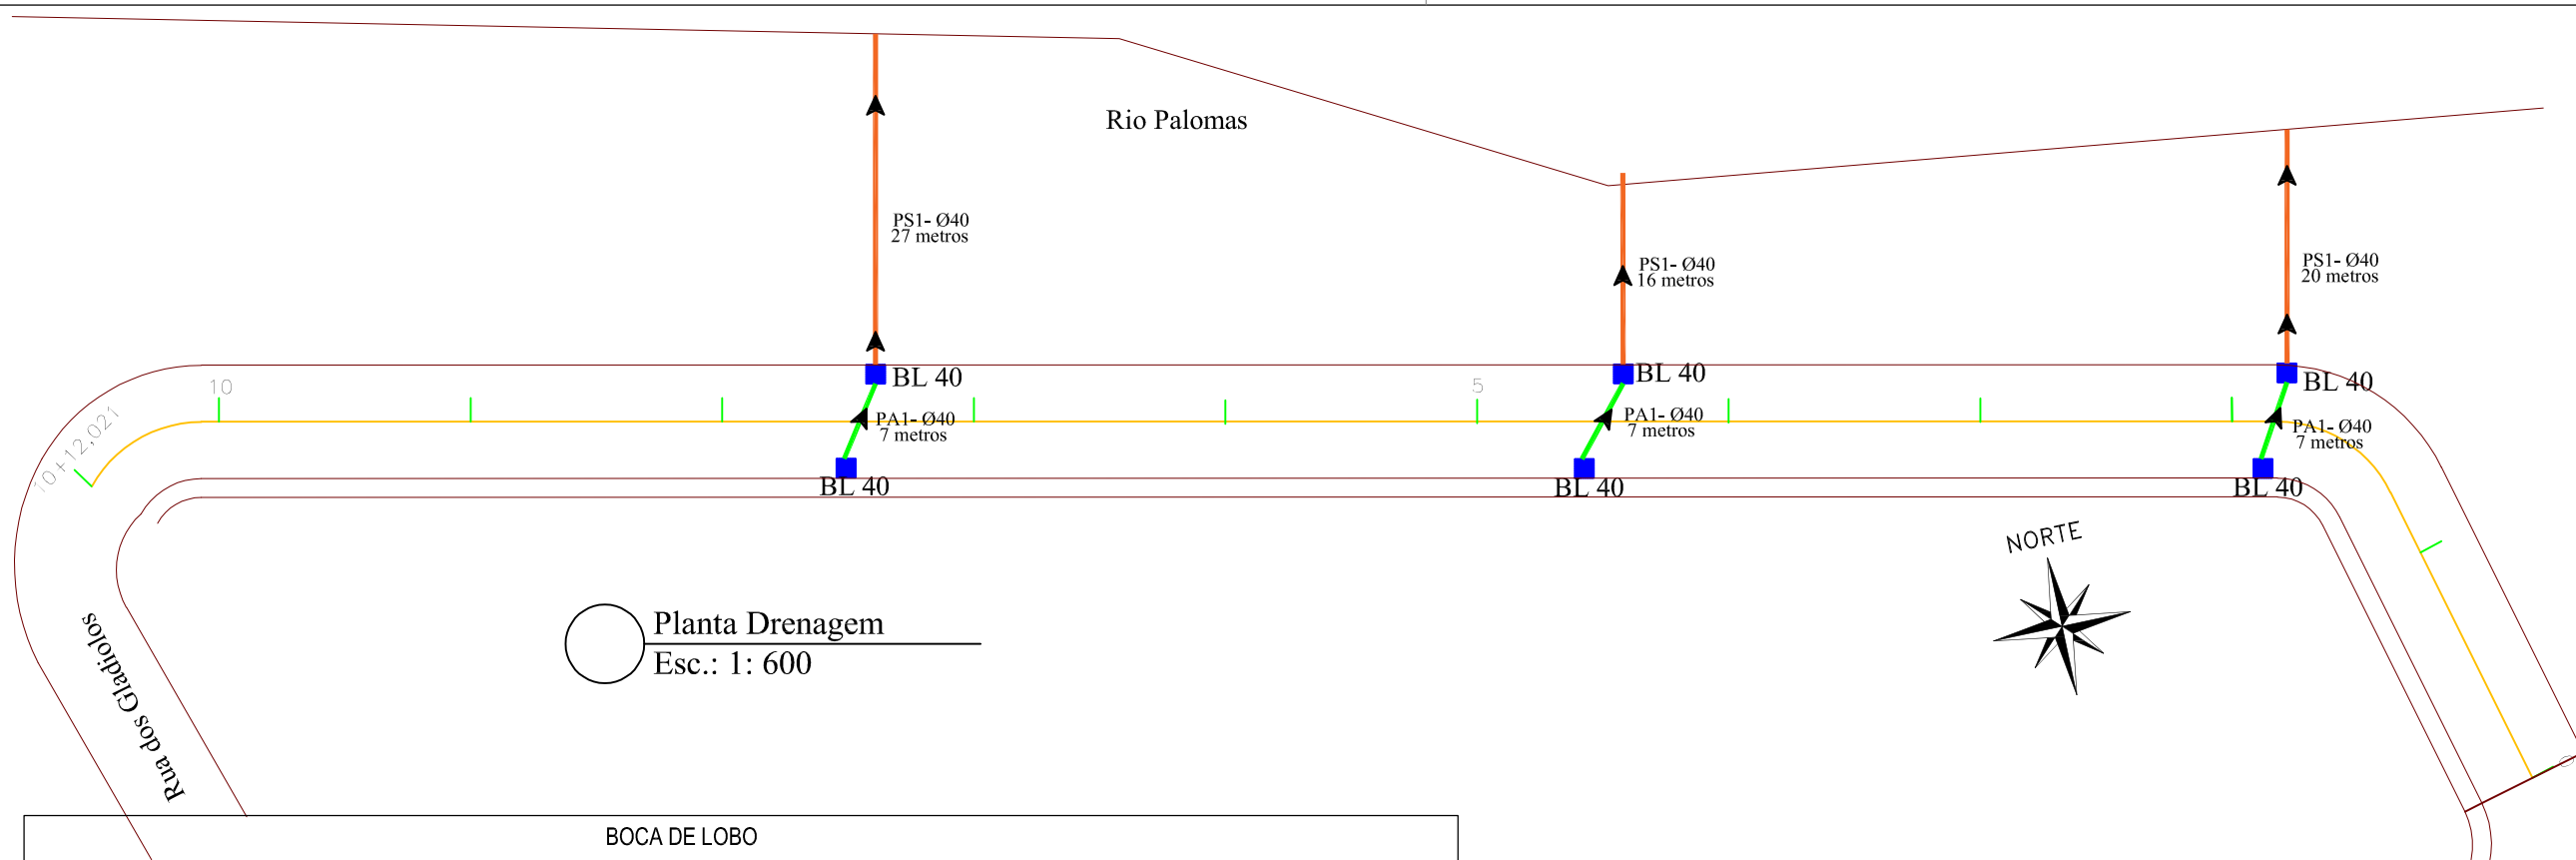 Rio Palomas
PS1- Ø40
27 metros
PS1- Ø40
16 metros
PS1- Ø40
20 metros
BL 40
BL 40
BL 40
10
5
10+12,021
PA1- Ø40
7 metros
PA1- Ø40
7 metros
PA1- Ø40
7 metros
BL 40
BL 40
BL 40
NORTE
Planta Drenagem
Esc.: 1: 600
Rua dos Gladiolos
0
BOCA DE LOBO